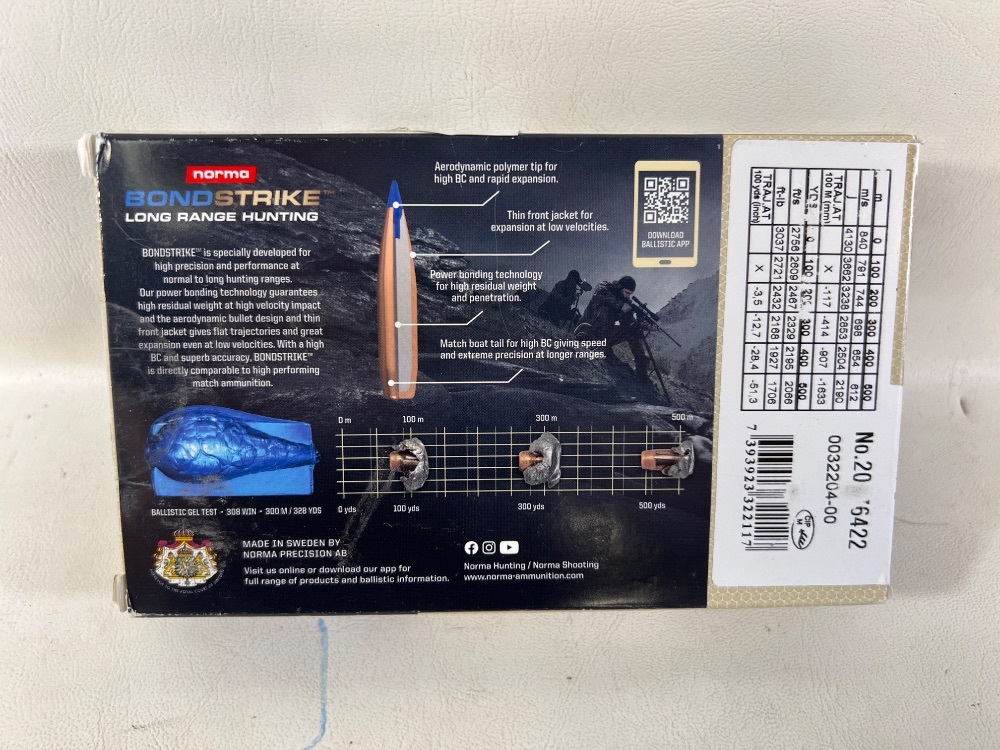 norma
BONDSTRIKE™
LONG RANGE HUNTING
BONDSTRIKE™ is specially developed for
high precision and performance at
normal to long hunting ranges.
Our power bonding technology guarantees
high residual weight at high velocity impact
and the aerodynamic bullet design and thin
front jacket gives flat trajectories and great
expansion even at low velocities. With a high
BC and superb accuracy, BONDSTRIKE™
is directly comparable to high performing
match ammunition.
Aerodynamic polymer tip for
high BC and rapid expansion.
Thin front jacket for
expansion at low velocities.
Power bonding technology
for high residual weight
and penetration.
Match boat tail for high BC giving speed
and extreme precision at longer ranges.
DOWNLOAD
BALLISTIC APP
0 m 100 m 300 m 500 m
0 yds 100 yds 300 yds 500 yds
BALLISTIC GEL TEST • 308 WIN • 300 M / 328 YDS
MADE IN SWEDEN BY
NORMA PRECISION AB
Visit us online or download our app for
full range of products and ballistic information.
Norma Hunting / Norma Shooting
www.norma-ammunition.com
m 0 100 200 300 400 500
m/s 840 791 744 698 654 612
J 4130 3662 3238 2853 2504 2190
TRAJ,AT 100 M (mm) X -117 -414 -907 -1633
YDS 0 100 200 300 400 500
ft/s 2756 2609 2467 2329 2195 2066
ft-lb 3037 2721 2432 2168 1927 1706
TRAJ,AT 100 yds (inch) X -3,5 -12,7 -28,4 -51,3
No.20 6422
0032204-00
CIP
M
7 393923 322117